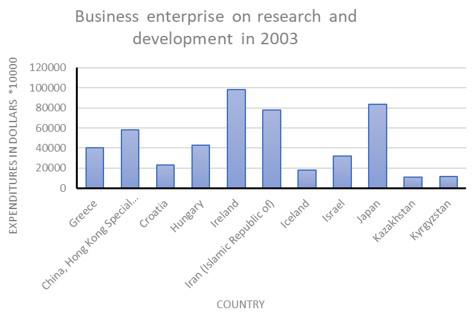 Business enterprise on research and
development in 2003
EXPENDITURES IN DOLLARS *10000
120000
100000
80000
60000
40000
20000
0
Greece
China, Hong Kong Special...
Croatia
Hungary
Ireland
Iran (Islamic Republic of)
Iceland
Israel
Japan
Kazakhstan
Kyrgyzstan
COUNTRY